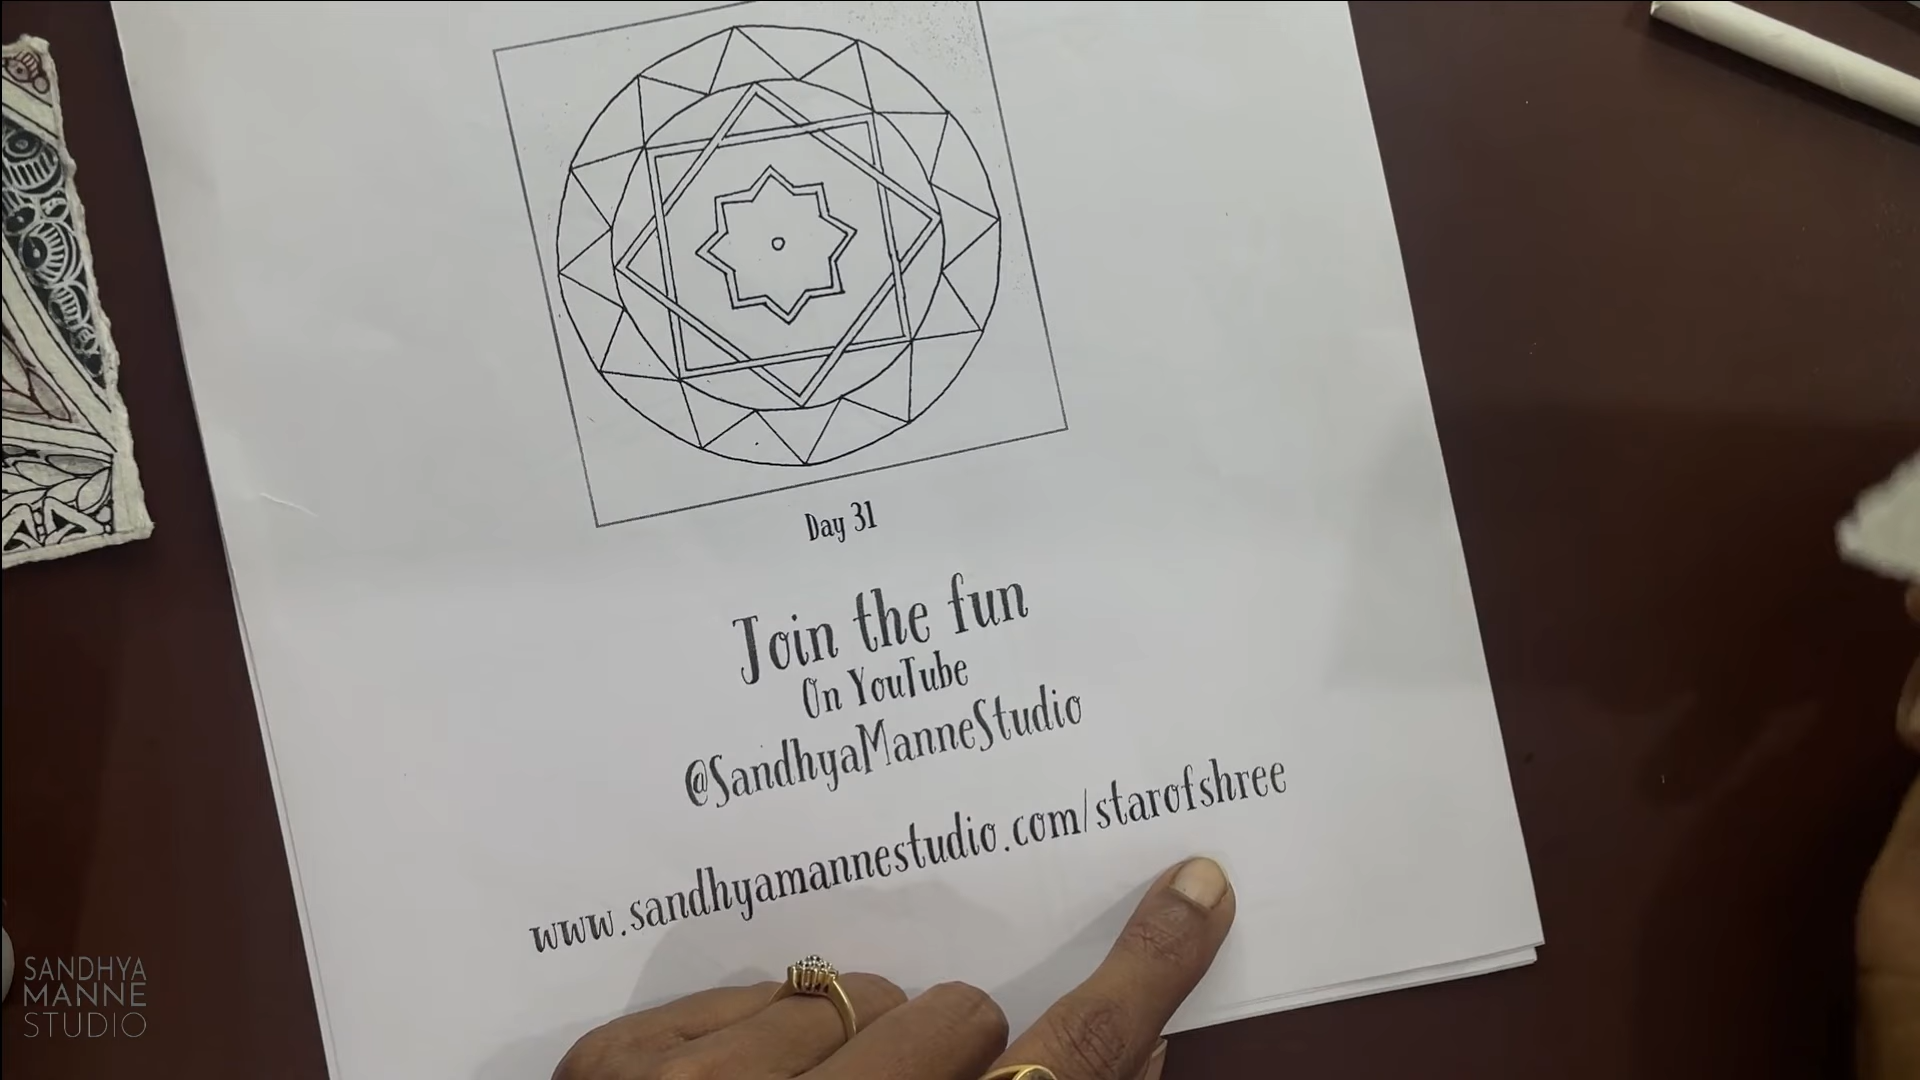 Day 31
Join the fun
On YouTube
@SandhyaManneStudio
www.sandhyamannestudio.com/starofshree
SANDHYA
MANNE
STUDIO